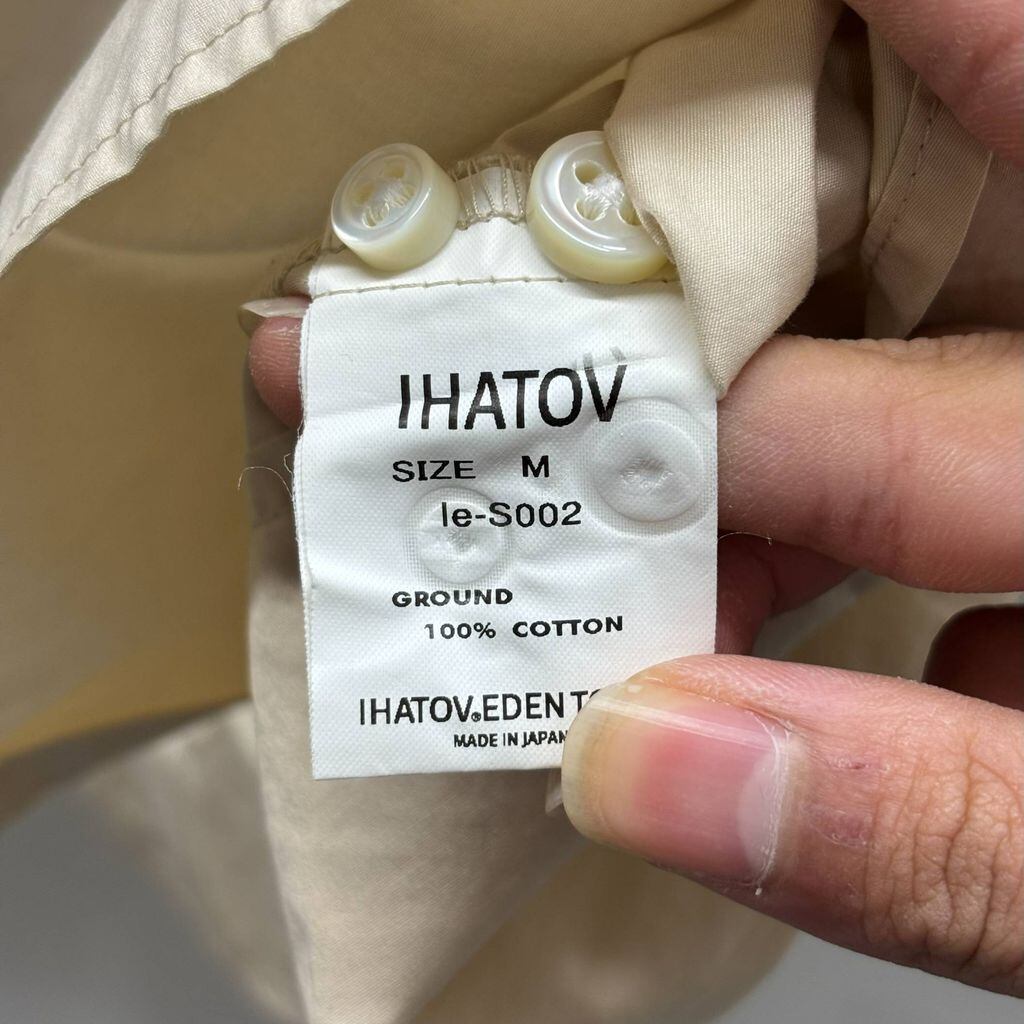 IHATOV
SIZE M
Ie-S002
GROUND
100% COTTON
IHATOV®EDEN
MADE IN JAPAN